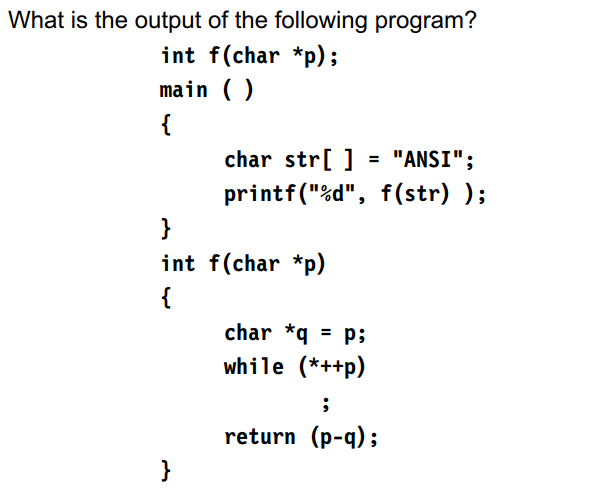 What is the output of the following program?
int f(char *p);
main ( )
{
char str[ ] = "ANSI";
printf("%d", f(str) );
}
int f(char *p)
{
char *q = p;
while (*++p)
;
return (p-q);
}